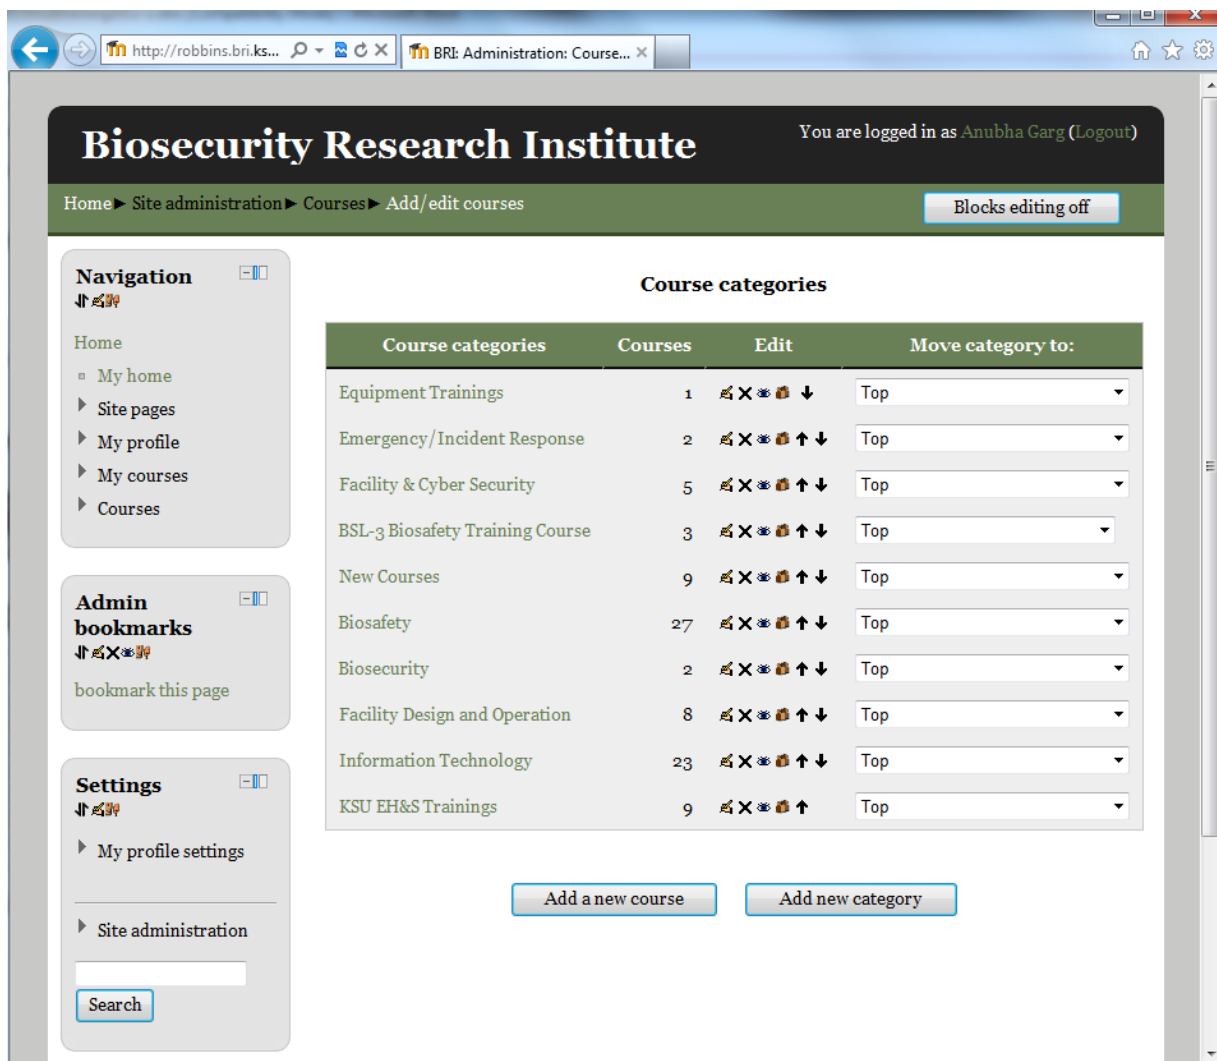 http://robbins.bri.ks...
BRI: Administration: Course...
Biosecurity Research Institute
You are logged in as Anubha Garg (Logout)
Home► Site administration► Courses► Add/edit courses
Blocks editing off
Navigation
Home
My home
Site pages
My profile
My courses
Courses
Admin
bookmarks
bookmark this page
Settings
My profile settings
Site administration
Search
Course categories
Course categories Courses Edit Move category to:
Equipment Trainings 1 Top
Emergency/Incident Response 2 Top
Facility & Cyber Security 5 Top
BSL-3 Biosafety Training Course 3 Top
New Courses 9 Top
Biosafety 27 Top
Biosecurity 2 Top
Facility Design and Operation 8 Top
Information Technology 23 Top
KSU EH&S Trainings 9 Top
Add a new course Add new category